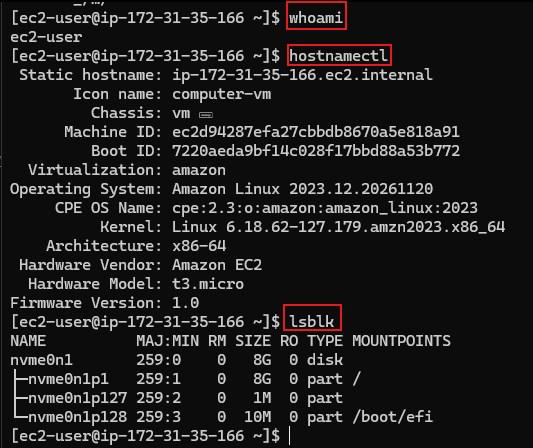 [ec2-user@ip-172-31-35-166 ~]$ whoami
ec2-user
[ec2-user@ip-172-31-35-166 ~]$ hostnamectl
Static hostname: ip-172-31-35-166.ec2.internal
Icon name: computer-vm
Chassis: vm
Machine ID: ec2d94287efa27cbbdb8670a5e818a91
Boot ID: 7220aeda9bf14c028f17bbd88a53b772
Virtualization: amazon
Operating System: Amazon Linux 2023.12.20261120
CPE OS Name: cpe:2.3:o:amazon:amazon_linux:2023
Kernel: Linux 6.18.62-127.179.amzn2023.x86_64
Architecture: x86-64
Hardware Vendor: Amazon EC2
Hardware Model: t3.micro
Firmware Version: 1.0
[ec2-user@ip-172-31-35-166 ~]$ lsblk
NAME MAJ:MIN RM SIZE RO TYPE MOUNTPOINTS
nvme0n1 259:0 0 8G 0 disk
├─nvme0n1p1 259:1 0 8G 0 part /
├─nvme0n1p127 259:2 0 1M 0 part
└─nvme0n1p128 259:3 0 10M 0 part /boot/efi
[ec2-user@ip-172-31-35-166 ~]$